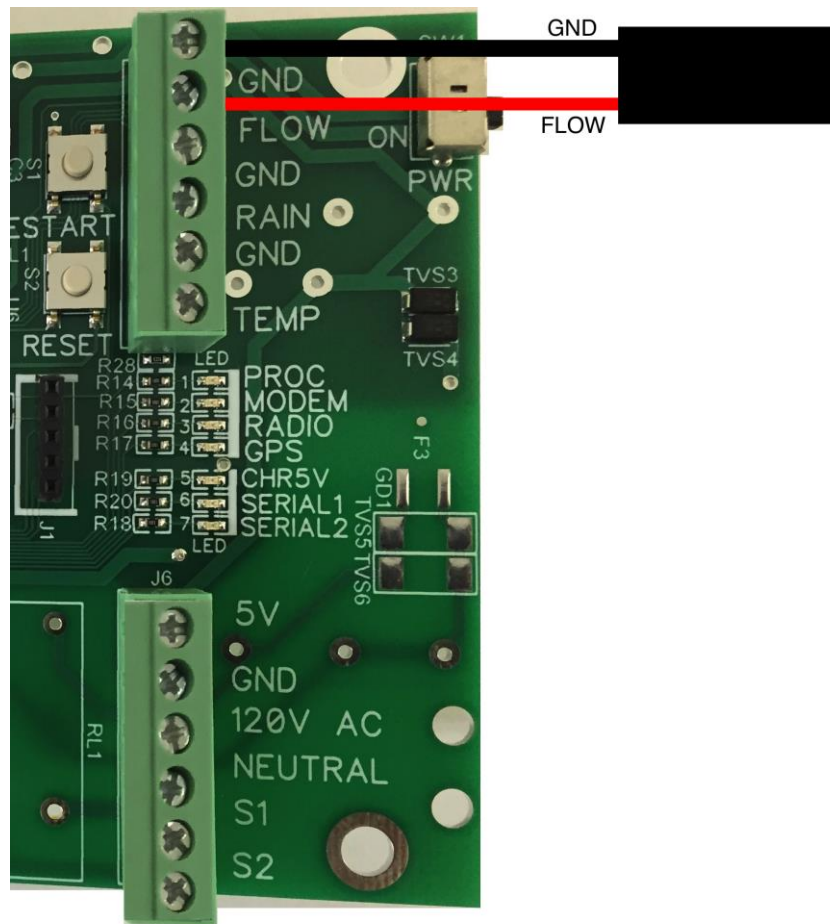 GND
GND
FLOW
FLOW
ON
GND
PWR
S1
RAIN
ESTART
GND
S2
TVS3
TEMP
RESET
TVS4
LED
R28
R14 1 PROC
R15 2 MODEM
R16 3 RADIO
R17 4 GPS
F3
R19 5 CHR5V
R20 6 SERIAL1
R18 7 SERIAL2
LED
J1
GD1
TVS5
TVS6
J6
5V
GND
120V AC
RL1
NEUTRAL
S1
S2